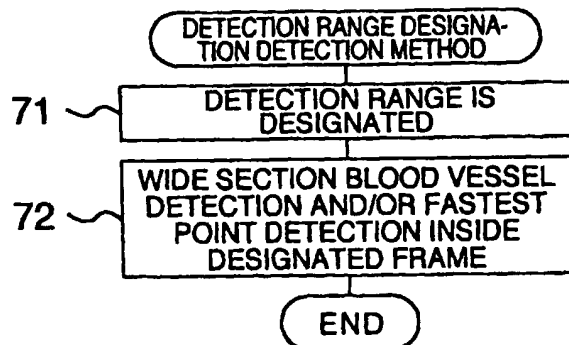 DETECTION RANGE DESIGNA-
TION DETECTION METHOD
71
DETECTION RANGE IS
DESIGNATED
72
WIDE SECTION BLOOD VESSEL
DETECTION AND/OR FASTEST
POINT DETECTION INSIDE
DESIGNATED FRAME
END